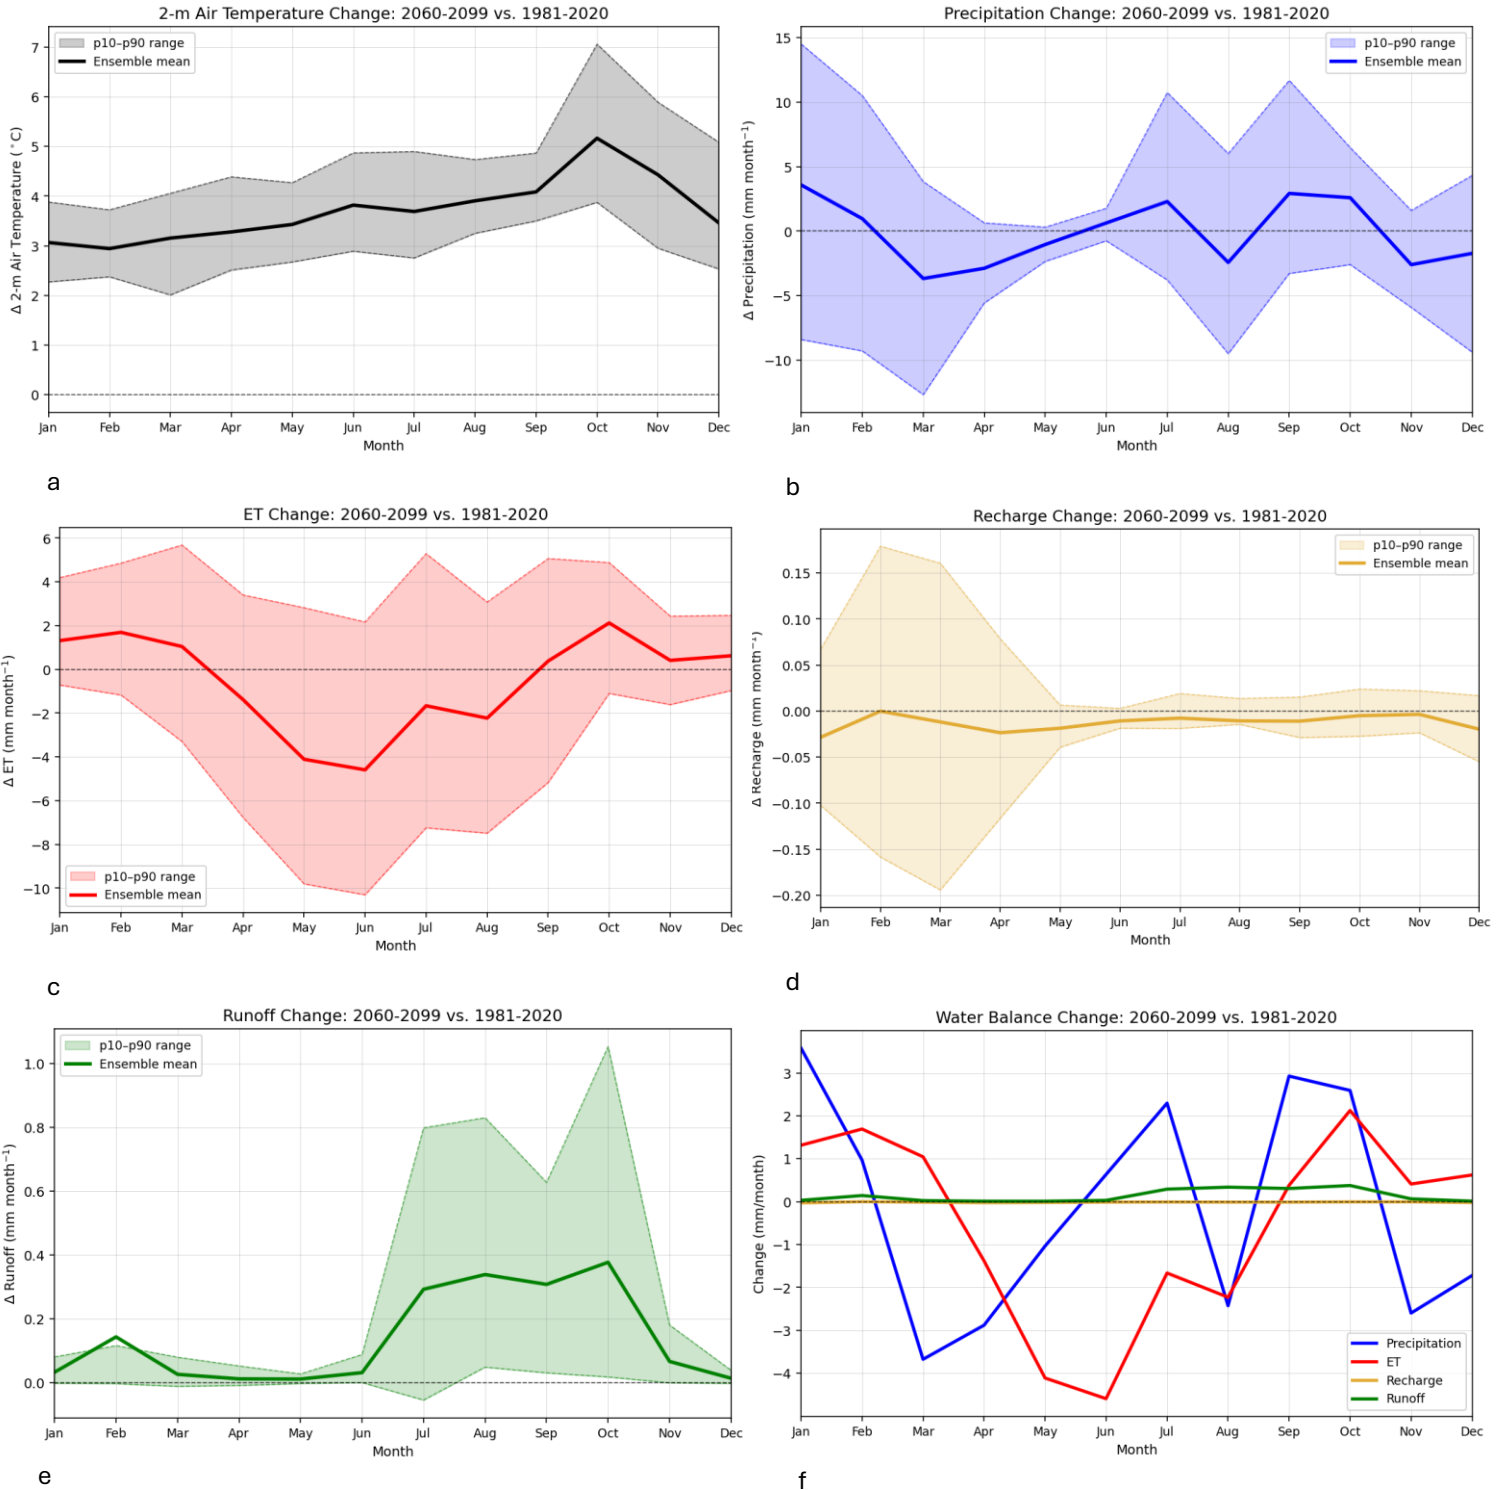 2-m Air Temperature Change: 2060-2099 vs. 1981-2020
p10–p90 range
Ensemble mean
7
6
5
4
3
2
1
0
Δ 2-m Air Temperature (°C)
Jan Feb Mar Apr May Jun Jul Aug Sep Oct Nov Dec
Month
a
Precipitation Change: 2060-2099 vs. 1981-2020
p10–p90 range
Ensemble mean
15
10
5
0
−5
−10
Δ Precipitation (mm month⁻¹)
Jan Feb Mar Apr May Jun Jul Aug Sep Oct Nov Dec
Month
b
ET Change: 2060-2099 vs. 1981-2020
6
4
2
0
−2
−4
−6
−8
−10
Δ ET (mm month⁻¹)
p10–p90 range
Ensemble mean
Jan Feb Mar Apr May Jun Jul Aug Sep Oct Nov Dec
Month
c
Recharge Change: 2060-2099 vs. 1981-2020
p10–p90 range
Ensemble mean
0.15
0.10
0.05
0.00
−0.05
−0.10
−0.15
−0.20
Δ Recharge (mm month⁻¹)
Jan Feb Mar Apr May Jun Jul Aug Sep Oct Nov Dec
Month
d
Runoff Change: 2060-2099 vs. 1981-2020
p10–p90 range
Ensemble mean
1.0
0.8
0.6
0.4
0.2
0.0
Δ Runoff (mm month⁻¹)
Jan Feb Mar Apr May Jun Jul Aug Sep Oct Nov Dec
Month
e
Water Balance Change: 2060-2099 vs. 1981-2020
3
2
1
0
−1
−2
−3
−4
Change (mm/month)
Precipitation
ET
Recharge
Runoff
Jan Feb Mar Apr May Jun Jul Aug Sep Oct Nov Dec
Month
f